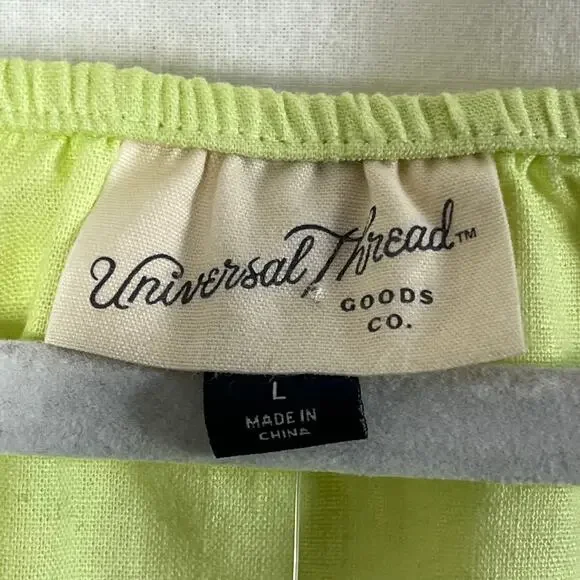 Universal Thread™
GOODS
CO.
L
MADE IN
CHINA